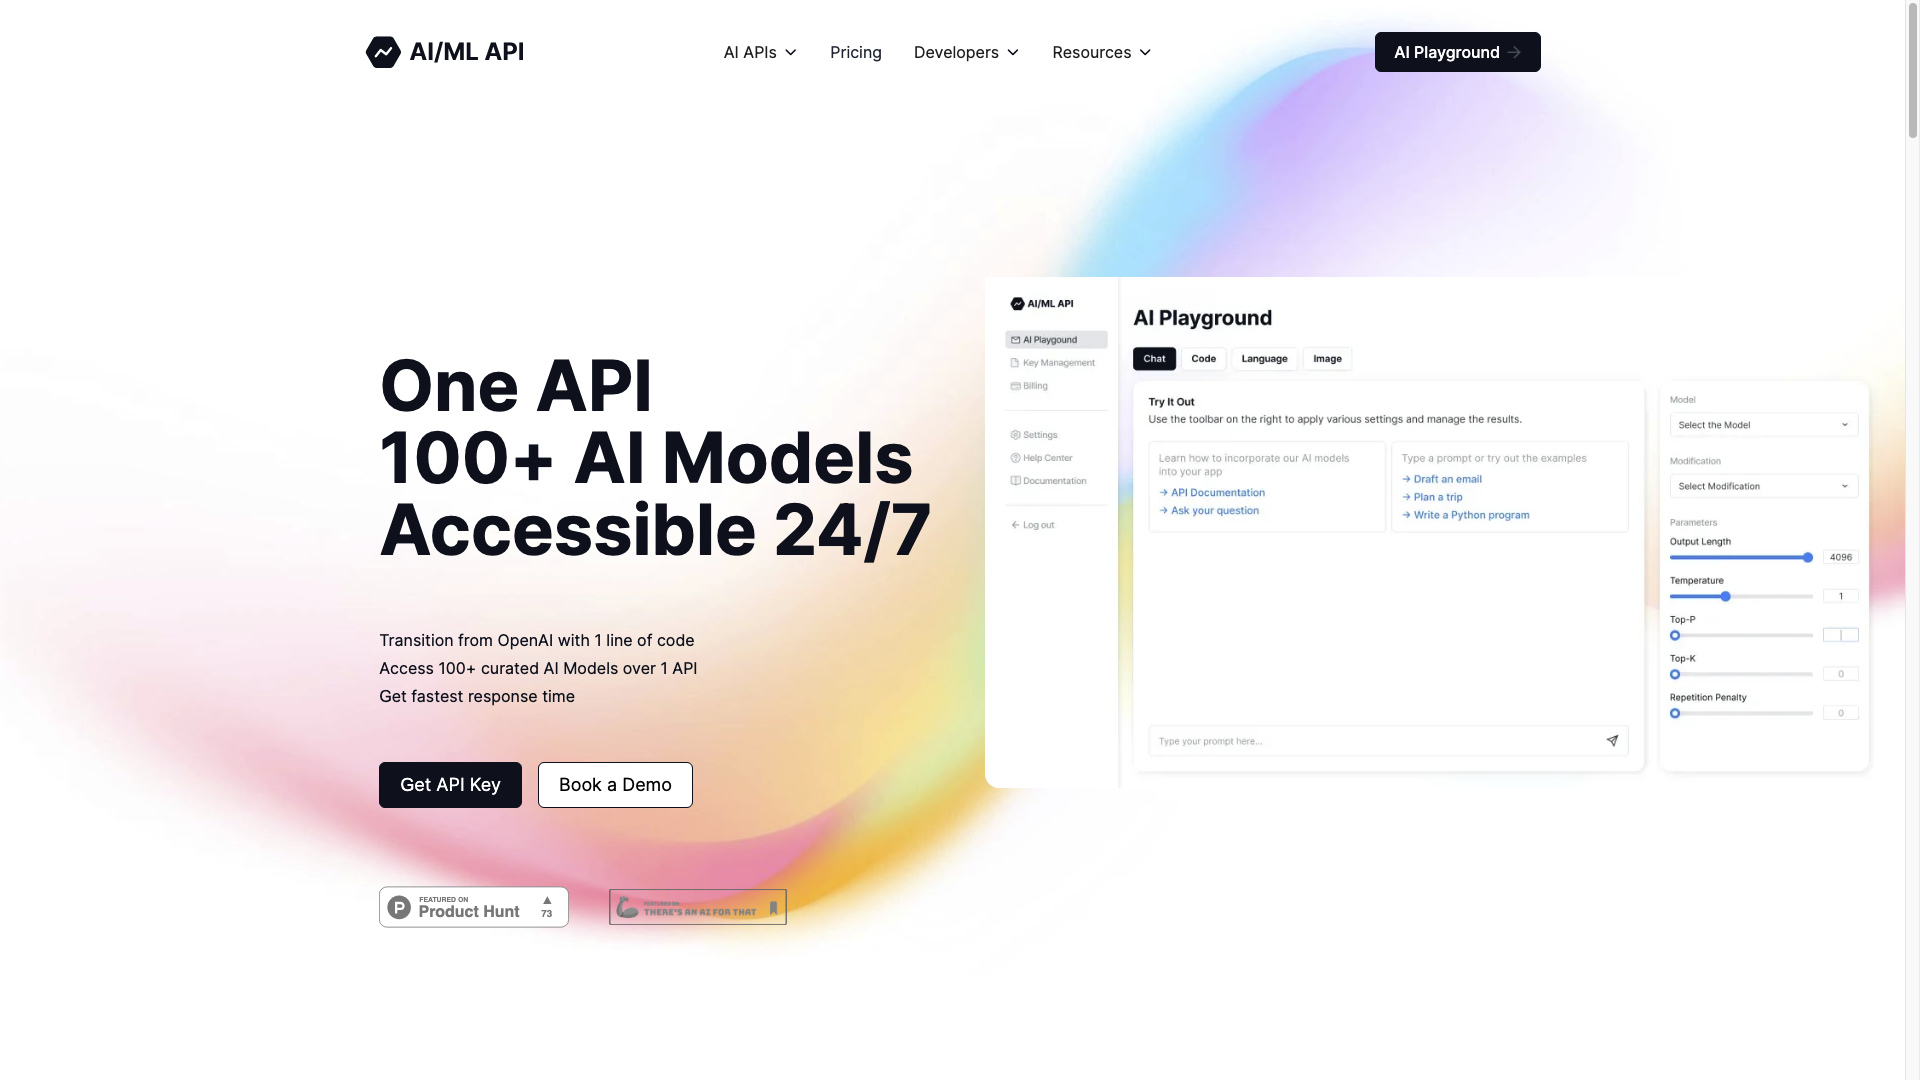 AI/ML API
AI APIs
Pricing
Developers
Resources
AI Playground
One API
100+ AI Models
Accessible 24/7
Transition from OpenAI with 1 line of code
Access 100+ curated AI Models over 1 API
Get fastest response time
Get API Key
Book a Demo
FEATURED ON
Product Hunt
73
FEATURED ON
THERE'S AN AI FOR THAT
AI/ML API
AI Playgound
Key Management
Billing
Settings
Help Center
Documentation
Log out
AI Playground
Chat
Code
Language
Image
Try It Out
Use the toolbar on the right to apply various settings and manage the results.
Learn how to incorporate our AI models
into your app
→ API Documentation
→ Ask your question
Type a prompt or try out the examples
→ Draft an email
→ Plan a trip
→ Write a Python program
Type your prompt here...
Model
Select the Model
Modification
Select Modification
Parameters
Output Length
4096
Temperature
1
Top-P
Top-K
0
Repetition Penalty
0